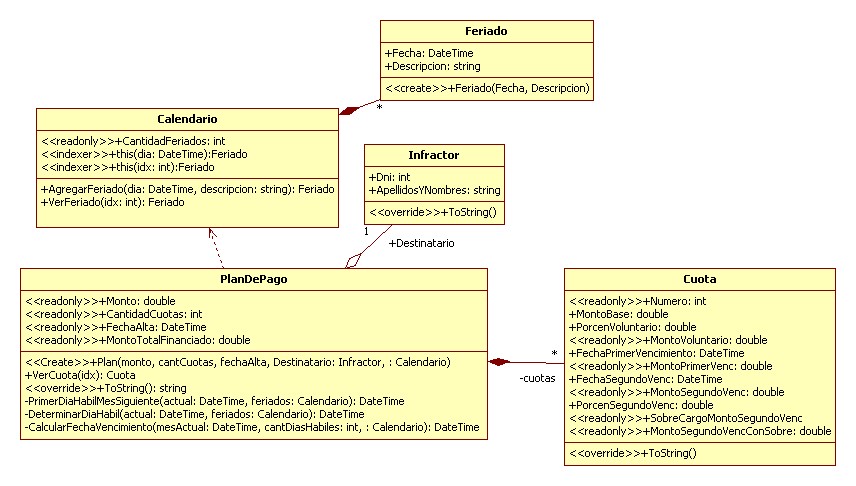 Feriado
+Fecha: DateTime
+Descripcion: string
<<create>>+Feriado(Fecha, Descripcion)
*
Calendario
<<readonly>>+CantidadFeriados: int
<<indexer>>+this(dia: DateTime):Feriado
<<indexer>>+this(idx: int):Feriado
+AgregarFeriado(dia: DateTime, descripcion: string): Feriado
+VerFeriado(idx: int): Feriado
Infractor
+Dni: int
+ApellidosYNombres: string
<<override>>+ToString()
1
+Destinatario
PlanDePago
<<readonly>>+Monto: double
<<readonly>>+CantidadCuotas: int
<<readonly>>+FechaAlta: DateTime
<<readonly>>+MontoTotalFinanciado: double
<<Create>>+Plan(monto, cantCuotas, fechaAlta, Destinatario: Infractor, : Calendario)
+VerCuota(idx): Cuota
<<override>>+ToString(): string
-PrimerDiaHabilMesSiguiente(actual: DateTime, feriados: Calendario): DateTime
-DeterminarDiaHabil(actual: DateTime, feriados: Calendario): DateTime
-CalcularFechaVencimiento(mesActual: DateTime, cantDiasHabiles: int, : Calendario): DateTime
*
-cuotas
Cuota
<<readonly>>+Numero: int
+MontoBase: double
+PorcenVoluntario: double
<<readonly>>+MontoVoluntario: double
+FechaPrimerVencimiento: DateTime
<<readonly>>+MontoPrimerVenc: double
+FechaSegundoVenc: DateTime
<<readonly>>+MontoSegundoVenc: double
+PorcenSegundoVenc: double
<<readonly>>+SobreCargoMontoSegundoVenc
<<readonly>>+MontoSegundoVencConSobre: double
<<override>>+ToString()